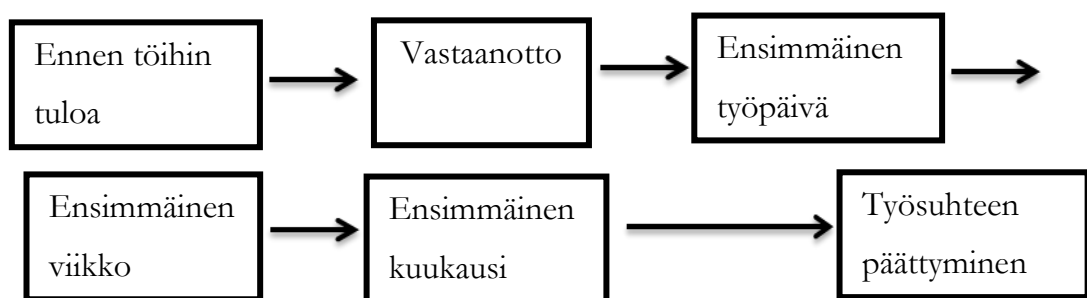 Ennen töihin
tuloa
Vastaanotto
Ensimmäinen
työpäivä
Ensimmäinen
viikko
Ensimmäinen
kuukausi
Työsuhteen
päättyminen